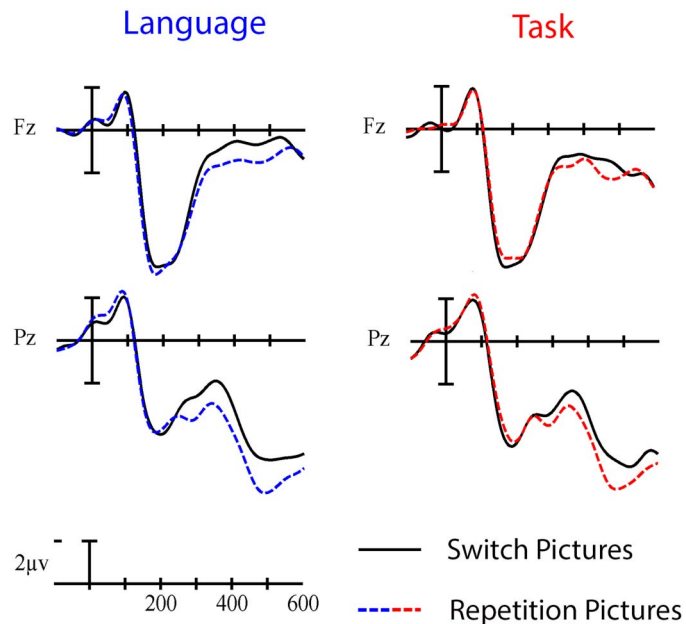 Language
Task
Fz
Fz
Pz
Pz
2μv
200 400 600
Switch Pictures
Repetition Pictures